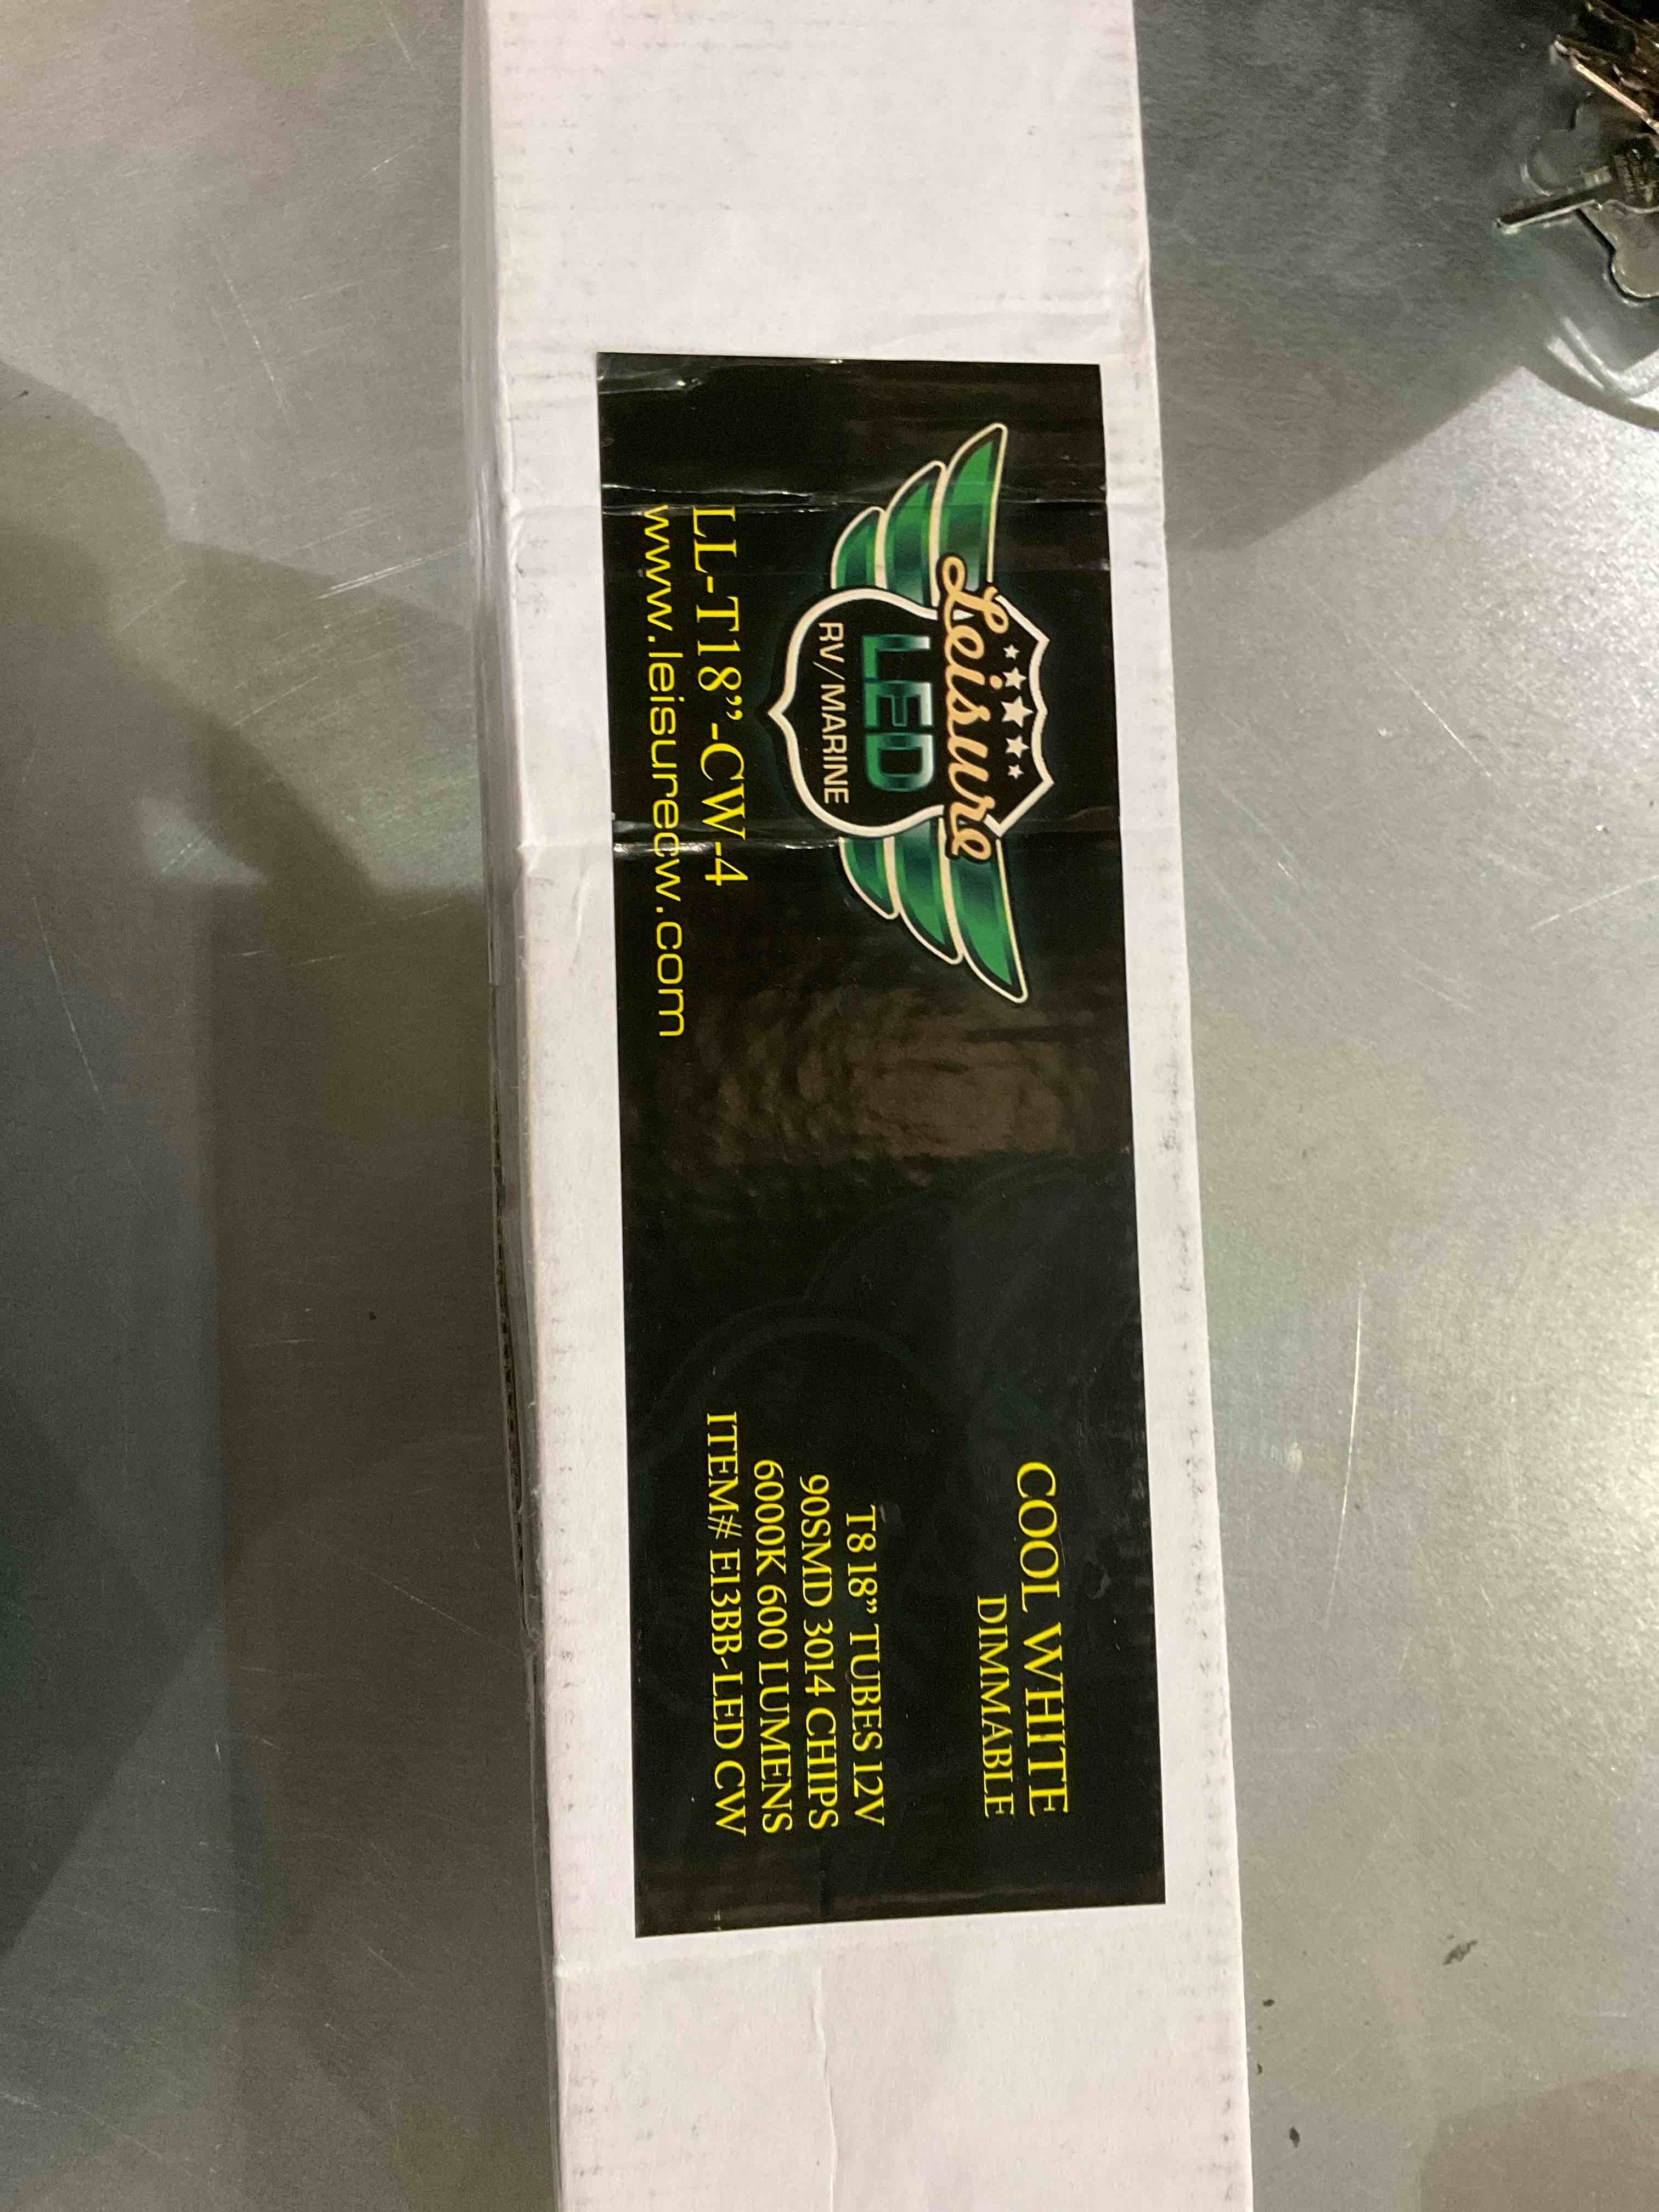 Leisure
LED
RV/MARINE
LL-T18”-CW-4
www.leisurecw.com
COOL WHITE
DIMMABLE
T8 18” TUBES 12V
90SMD 3014 CHIPS
6000K 600 LUMENS
ITEM# E13BB-LED CW